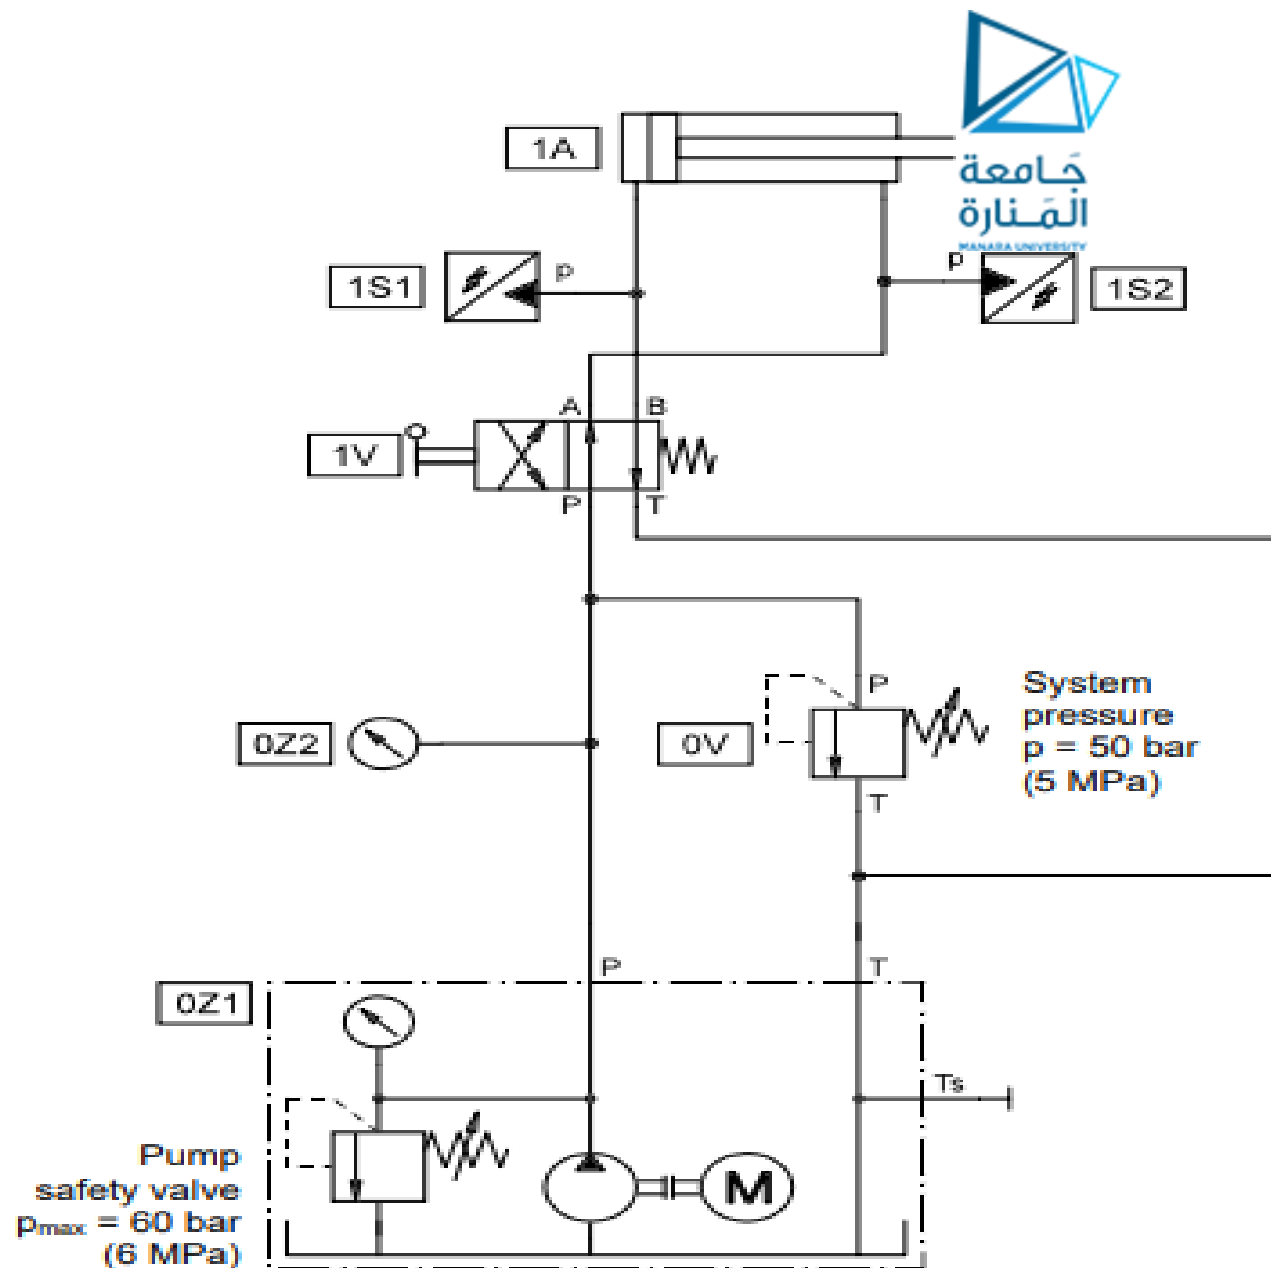 جَامعة
المَنارة
MANARA UNIVERSITY
1A
1S1
p
p
1S2
A
B
1V
P
T
P
System
pressure
p = 50 bar
(5 MPa)
0Z2
0V
T
P
T
0Z1
Ts
Pump
safety valve
pmax = 60 bar
(6 MPa)
M